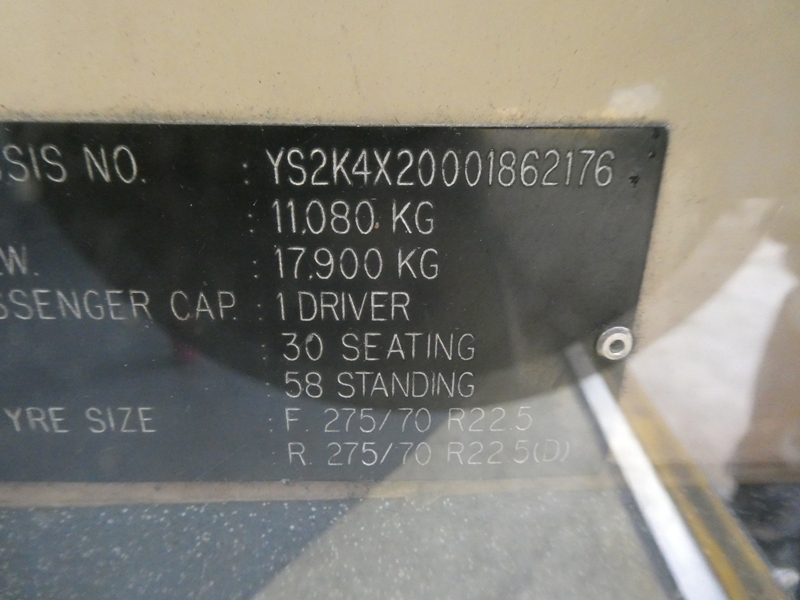 SSIS NO. : YS2K4X20001862176
: 11.080 KG
.W. : 17.900 KG
SSENGER CAP. : 1 DRIVER
: 30 SEATING
: 58 STANDING
YRE SIZE : F. 275/70 R22.5
R. 275/70 R22.5(D)